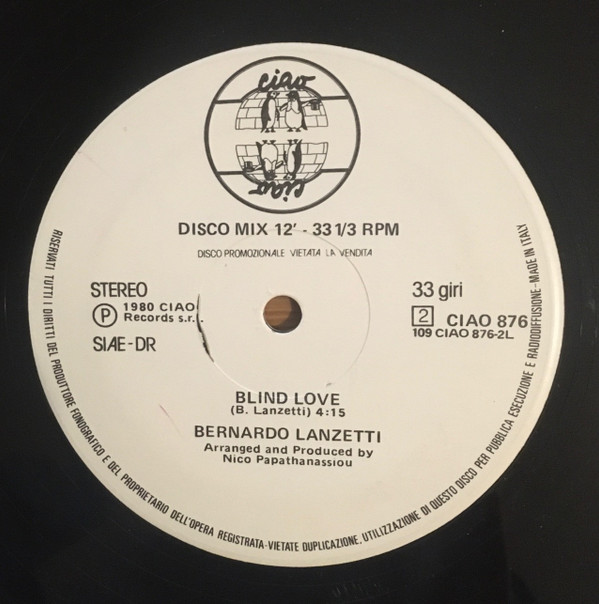 ciao
ciao
DISCO MIX 12' - 33 1/3 RPM
DISCO PROMOZIONALE VIETATA LA VENDITA
STEREO
33 giri
Ⓟ 1980 CIAO
Records s.r.l.
2 CIAO 876
109 CIAO 876-2L
SIAE-DR
BLIND LOVE
(B. Lanzetti) 4:15
BERNARDO LANZETTI
Arranged and Produced by
Nico Papathanassiou
RISERVATI TUTTI I DIRITTI DEL PRODUTTORE FONOGRAFICO E DEL PROPRIETARIO DELL'OPERA REGISTRATA-VIETATE DUPLICAZIONE, UTILIZZAZIONE DI QUESTO DISCO PER PUBBLICA ESECUZIONE E RADIODIFFUSIONE-MADE IN ITALY